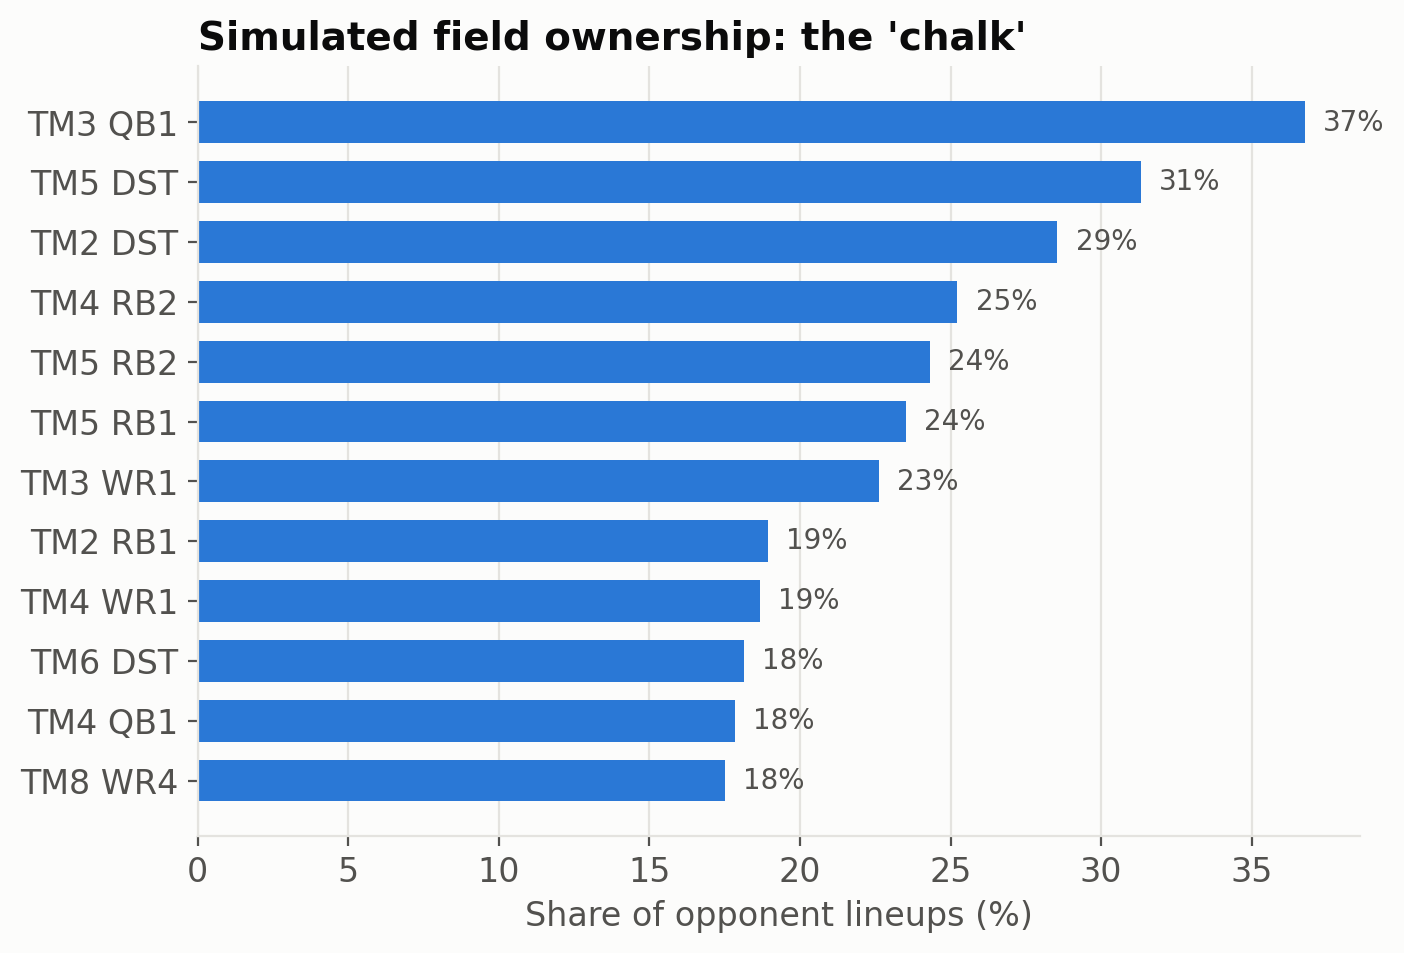 Simulated field ownership: the 'chalk'
TM3 QB1 37%
TM5 DST 31%
TM2 DST 29%
TM4 RB2 25%
TM5 RB2 24%
TM5 RB1 24%
TM3 WR1 23%
TM2 RB1 19%
TM4 WR1 19%
TM6 DST 18%
TM4 QB1 18%
TM8 WR4 18%
0 5 10 15 20 25 30 35
Share of opponent lineups (%)